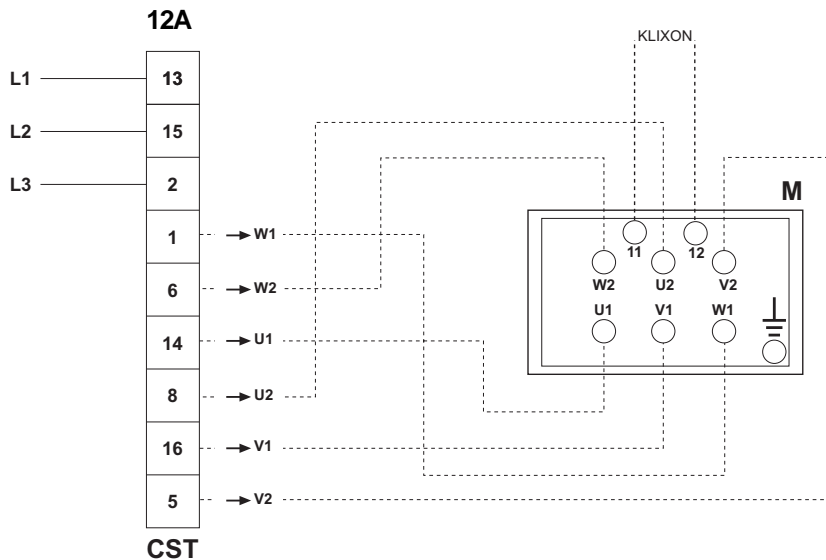 12A
L1 13
L2 15
L3 2
1 W1
6 W2
14 U1
8 U2
16 V1
5 V2
CST
KLIXON
M
11 12
W2 U2 V2
U1 V1 W1